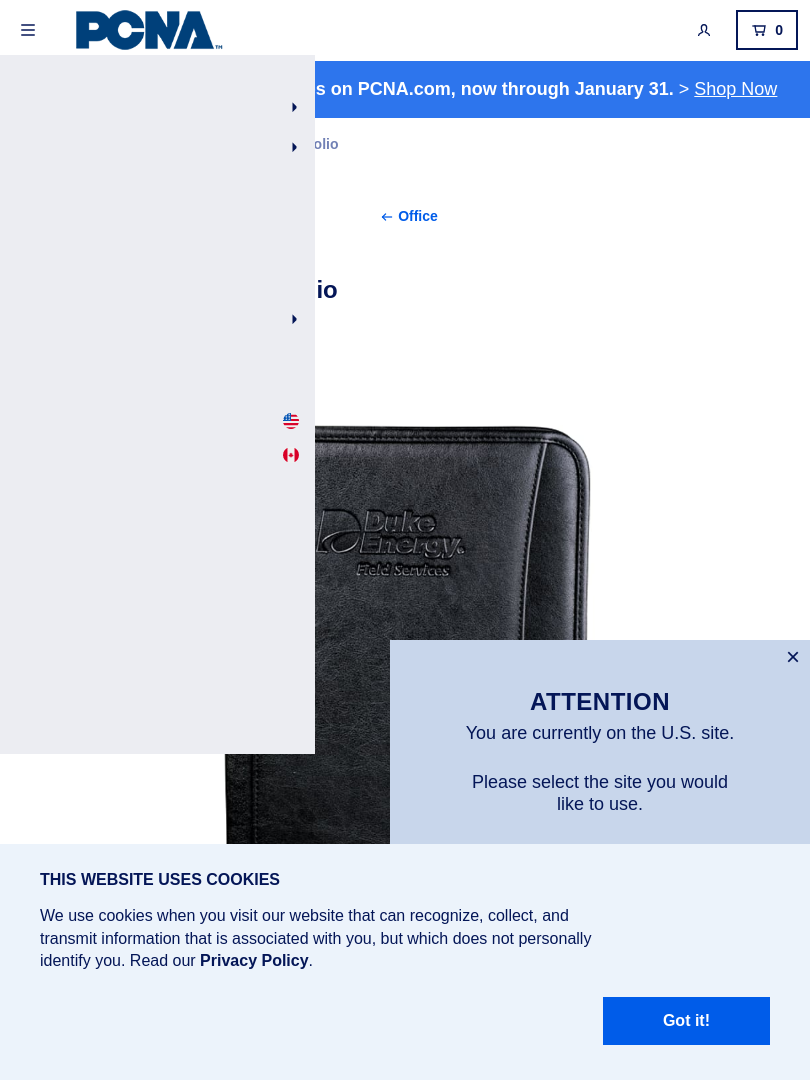 PCNA™
0
s on PCNA.com, now through January 31. > Shop Now
olio
← Office
io
Duke
Energy®
Field Services
×
ATTENTION
You are currently on the U.S. site.
Please select the site you would
like to use.
THIS WEBSITE USES COOKIES
We use cookies when you visit our website that can recognize, collect, and
transmit information that is associated with you, but which does not personally
identify you. Read our Privacy Policy.
Got it!